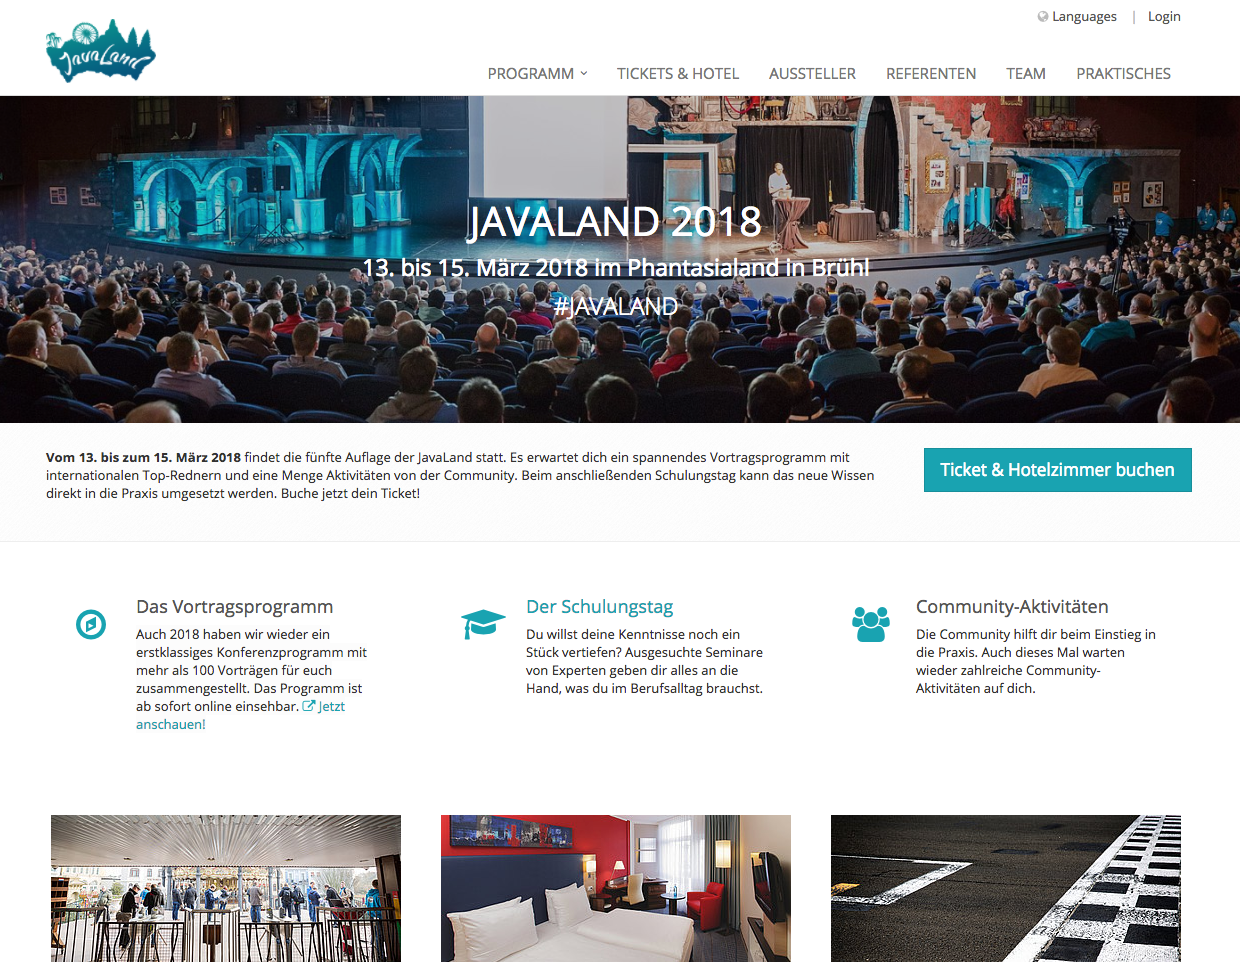 Languages | Login
JavaLand
PROGRAMM TICKETS & HOTEL AUSSTELLER REFERENTEN TEAM PRAKTISCHES
JAVALAND 2018
13. bis 15. März 2018 im Phantasialand in Brühl
#JAVALAND
Vom 13. bis zum 15. März 2018 findet die fünfte Auflage der JavaLand statt. Es erwartet dich ein spannendes Vortragsprogramm mit
internationalen Top-Rednern und eine Menge Aktivitäten von der Community. Beim anschließenden Schulungstag kann das neue Wissen
direkt in die Praxis umgesetzt werden. Buche jetzt dein Ticket!
Ticket & Hotelzimmer buchen
Das Vortragsprogramm
Auch 2018 haben wir wieder ein
erstklassiges Konferenzprogramm mit
mehr als 100 Vorträgen für euch
zusammengestellt. Das Programm ist
ab sofort online einsehbar. Jetzt
anschauen!
Der Schulungstag
Du willst deine Kenntnisse noch ein
Stück vertiefen? Ausgesuchte Seminare
von Experten geben dir alles an die
Hand, was du im Berufsalltag brauchst.
Community-Aktivitäten
Die Community hilft dir beim Einstieg in
die Praxis. Auch dieses Mal warten
wieder zahlreiche Community-
Aktivitäten auf dich.